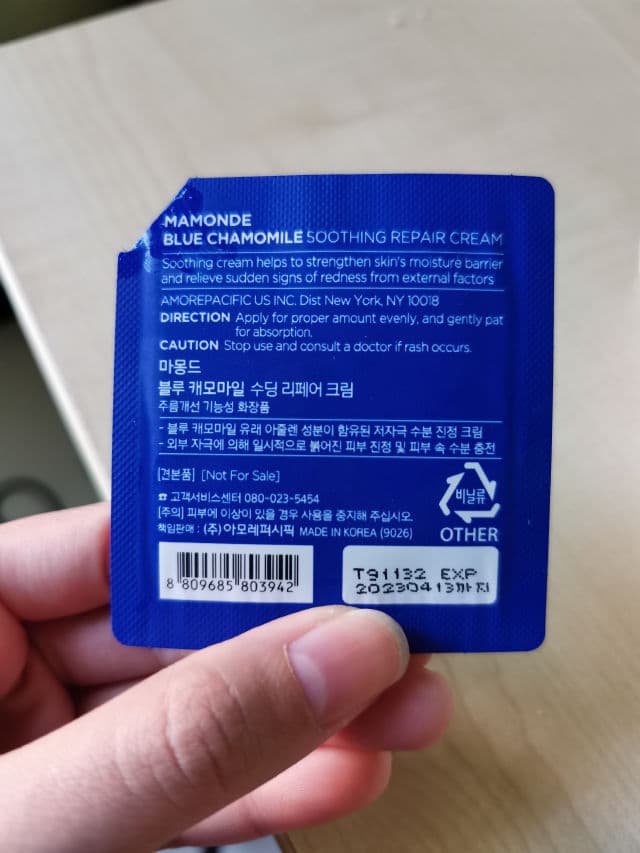 MAMONDE
BLUE CHAMOMILE SOOTHING REPAIR CREAM
Soothing cream helps to strengthen skin's moisture barrier
and relieve sudden signs of redness from external factors
AMOREPACIFIC US INC. Dist New York, NY 10018
DIRECTION Apply for proper amount evenly, and gently pat
for absorption.
CAUTION Stop use and consult a doctor if rash occurs.
마몽드
블루 캐모마일 수딩 리페어 크림
주름개선 기능성 화장품
- 블루 캐모마일 유래 아줄렌 성분이 함유된 저자극 수분 진정 크림
- 외부 자극에 의해 일시적으로 붉어진 피부 진정 및 피부 속 수분 충전
[견본품] [Not For Sale]
☎ 고객서비스센터 080-023-5454
[주의] 피부에 이상이 있을 경우 사용을 중지해 주십시오.
책임판매 : (주)아모레퍼시픽 MADE IN KOREA (9026)
비닐류
OTHER
8 809685 803942
T91132 EXP
20230413까지